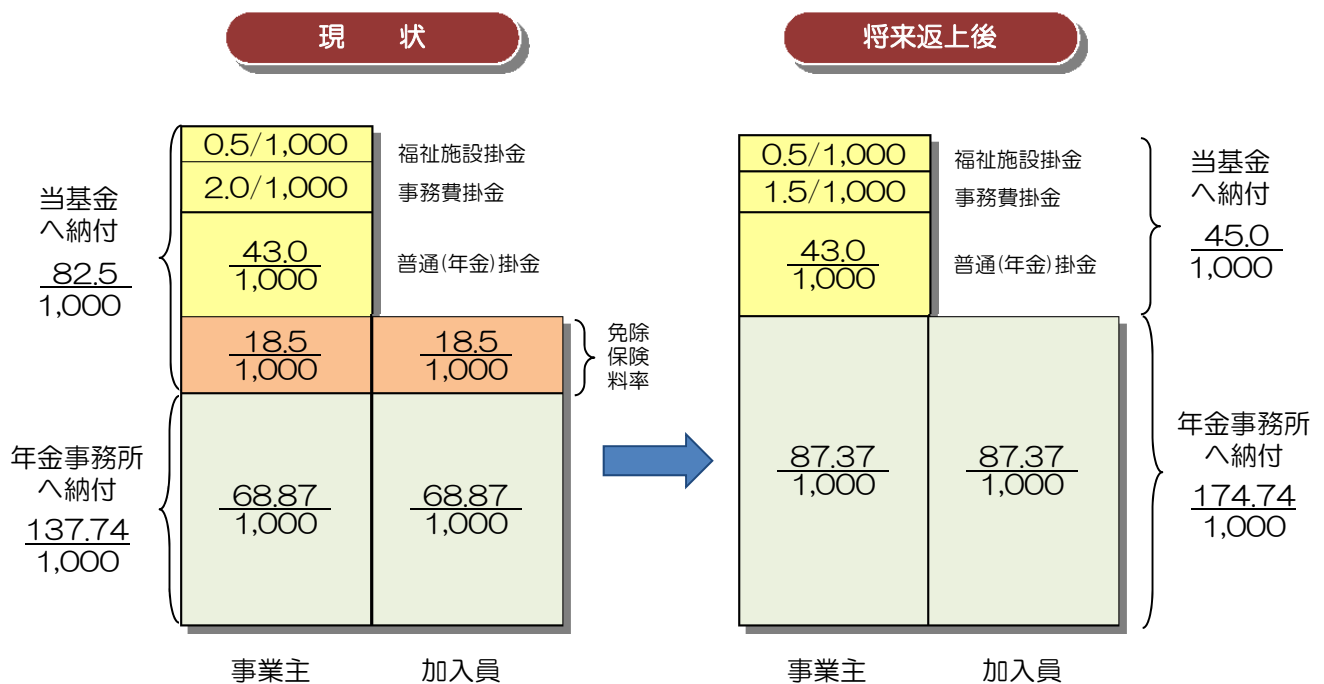 現 状
当基金
へ納付
82.5
1,000
年金事務所
へ納付
137.74
1,000
0.5/1,000
福祉施設掛金
2.0/1,000
事務費掛金
43.0
1,000
普通(年金)掛金
18.5
1,000
18.5
1,000
免除
保険
料率
68.87
1,000
68.87
1,000
事業主
加入員
将来返上後
0.5/1,000
福祉施設掛金
1.5/1,000
事務費掛金
43.0
1,000
普通(年金)掛金
87.37
1,000
87.37
1,000
当基金
へ納付
45.0
1,000
年金事務所
へ納付
174.74
1,000
事業主
加入員